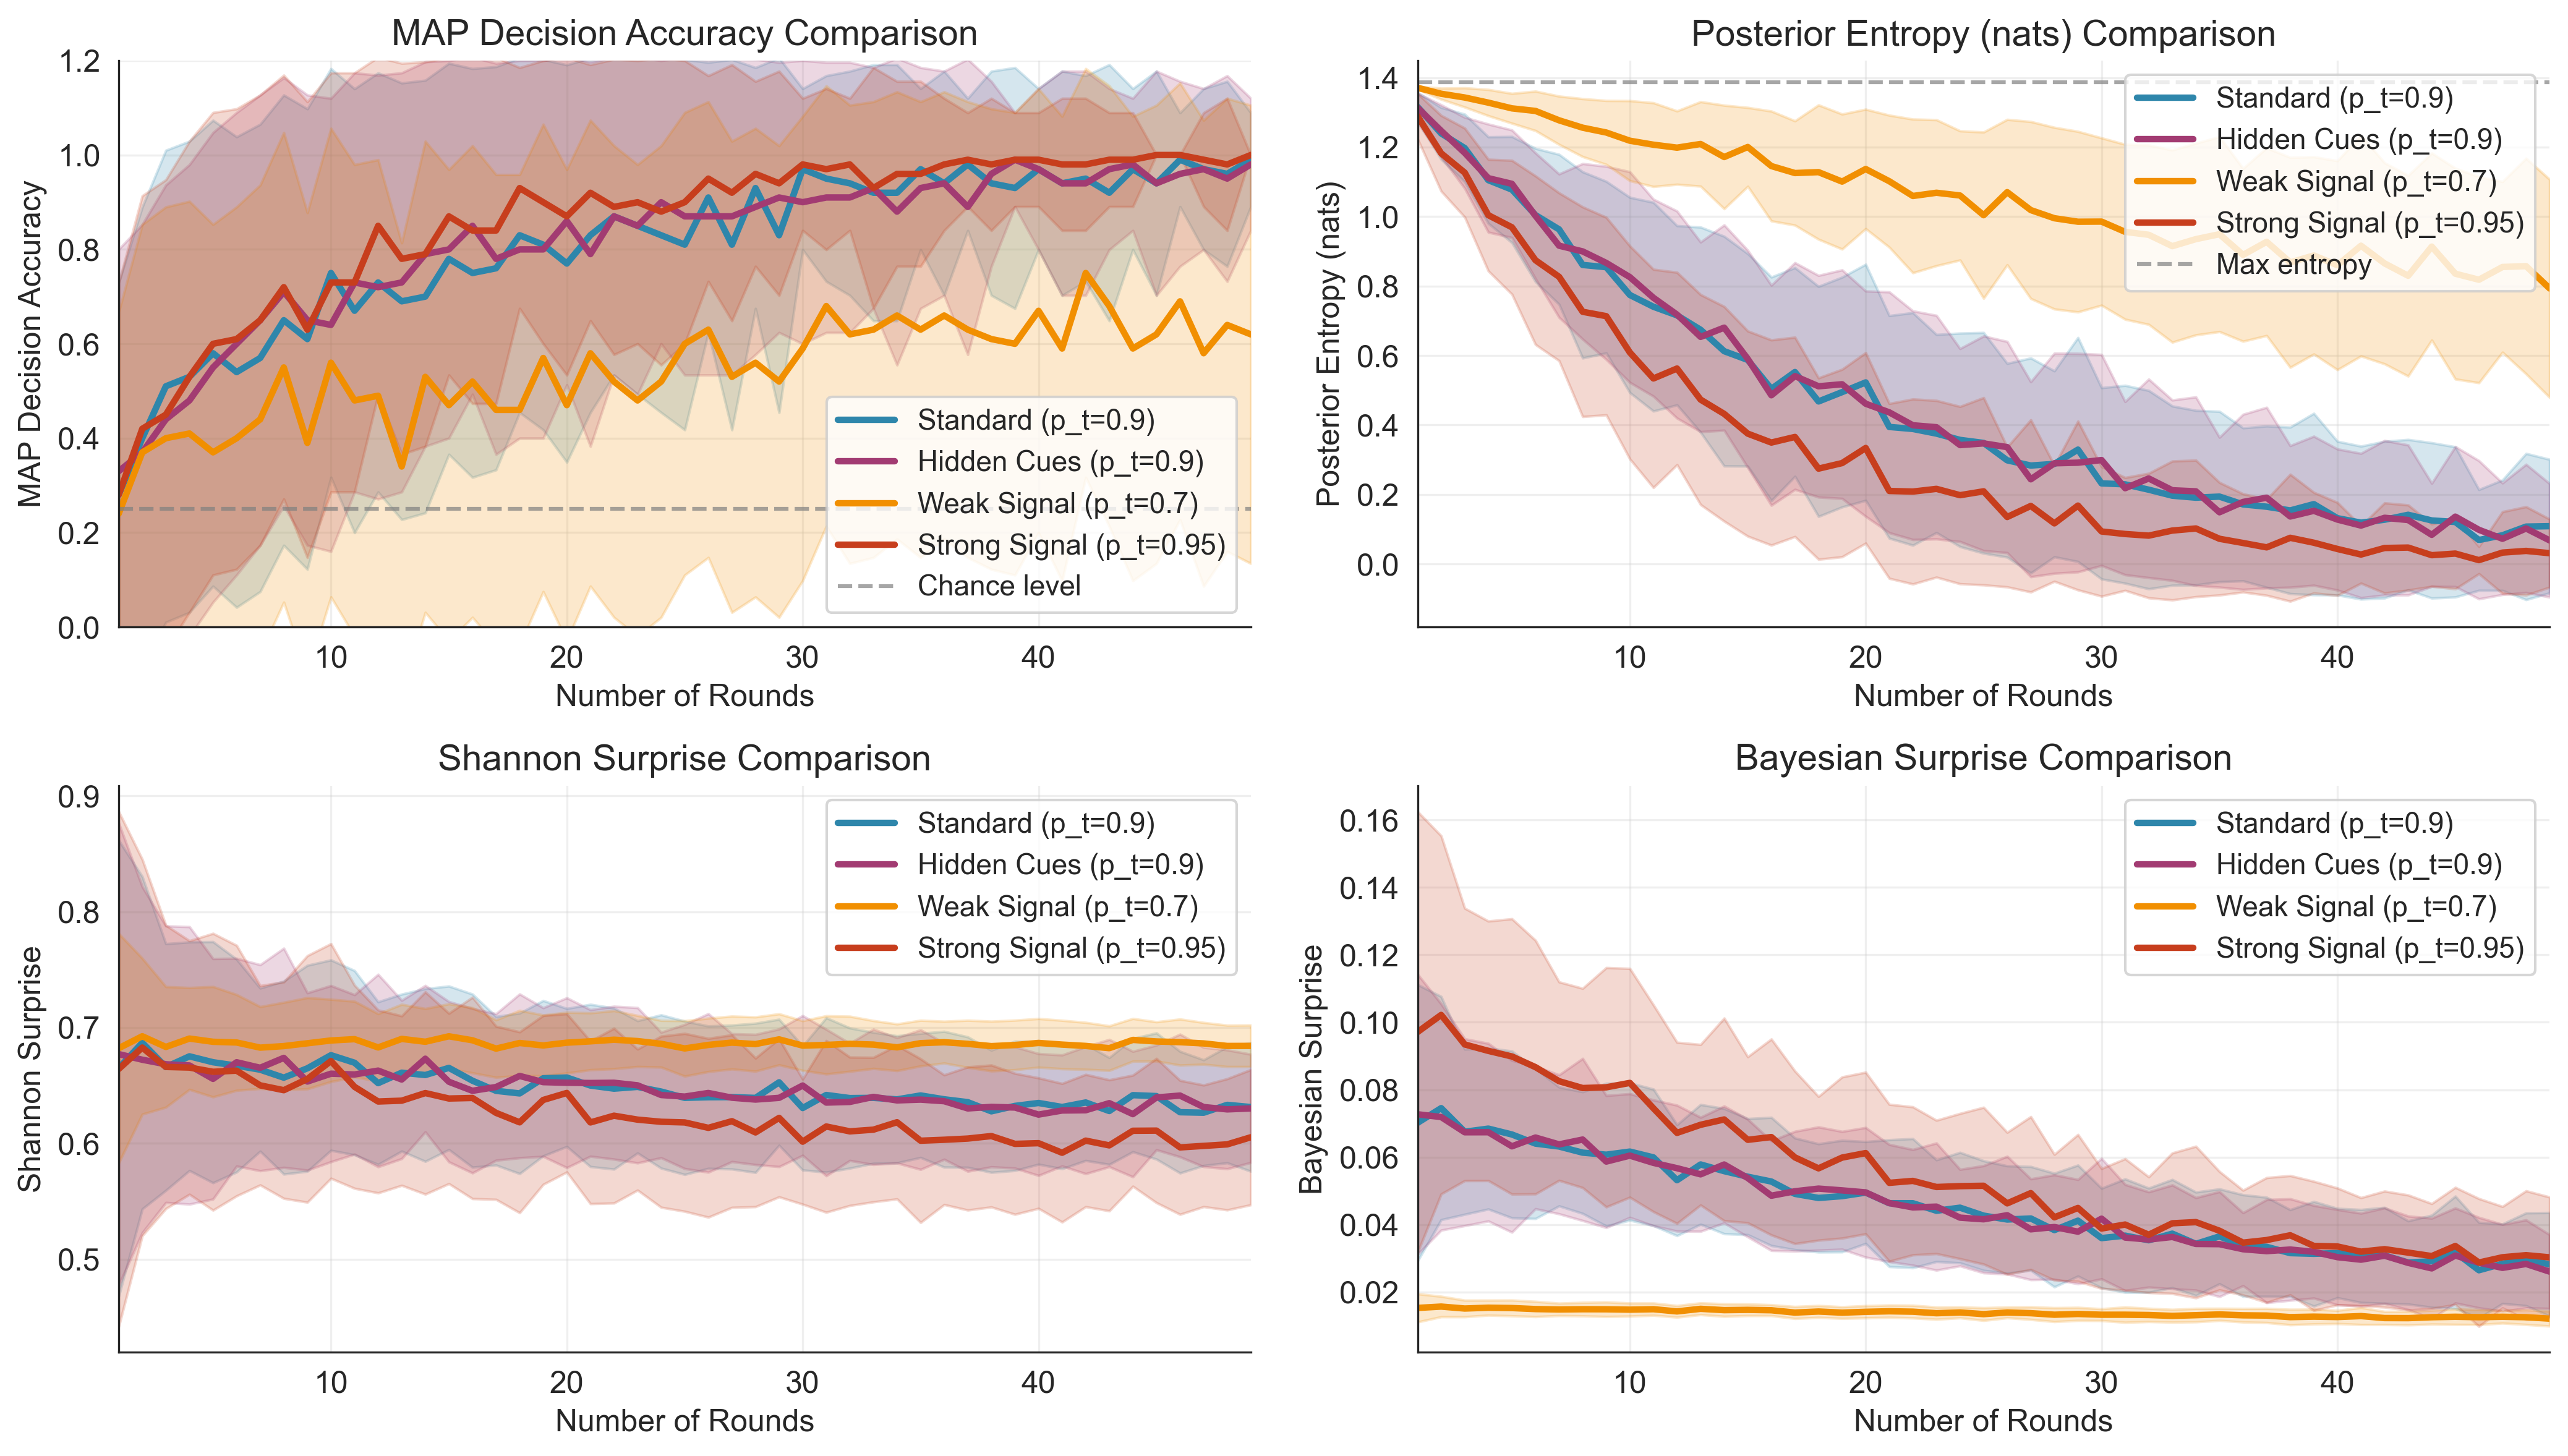 MAP Decision Accuracy Comparison
MAP Decision Accuracy
1.2
1.0
0.8
0.6
0.4
0.2
0.0
Standard (p_t=0.9)
Hidden Cues (p_t=0.9)
Weak Signal (p_t=0.7)
Strong Signal (p_t=0.95)
Chance level
10 20 30 40
Number of Rounds
Posterior Entropy (nats) Comparison
Posterior Entropy (nats)
1.4
1.2
1.0
0.8
0.6
0.4
0.2
0.0
Standard (p_t=0.9)
Hidden Cues (p_t=0.9)
Weak Signal (p_t=0.7)
Strong Signal (p_t=0.95)
Max entropy
10 20 30 40
Number of Rounds
Shannon Surprise Comparison
Shannon Surprise
0.9
0.8
0.7
0.6
0.5
Standard (p_t=0.9)
Hidden Cues (p_t=0.9)
Weak Signal (p_t=0.7)
Strong Signal (p_t=0.95)
10 20 30 40
Number of Rounds
Bayesian Surprise Comparison
Bayesian Surprise
0.16
0.14
0.12
0.10
0.08
0.06
0.04
0.02
Standard (p_t=0.9)
Hidden Cues (p_t=0.9)
Weak Signal (p_t=0.7)
Strong Signal (p_t=0.95)
10 20 30 40
Number of Rounds